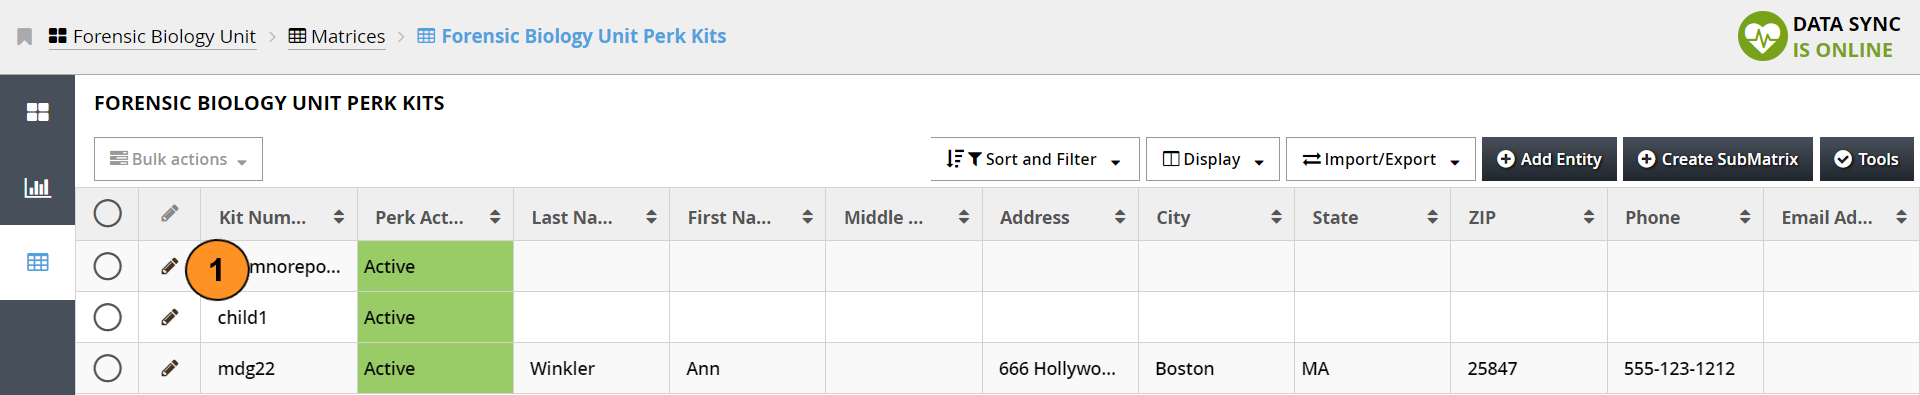 Forensic Biology Unit > Matrices > Forensic Biology Unit Perk Kits
DATA SYNC
IS ONLINE
FORENSIC BIOLOGY UNIT PERK KITS
Bulk actions Sort and Filter Display Import/Export Add Entity Create SubMatrix Tools
Kit Num... Perk Act... Last Na... First Na... Middle ... Address City State ZIP Phone Email Ad...
1 mnorepo... Active
child1 Active
mdg22 Active Winkler Ann 666 Hollywo... Boston MA 25847 555-123-1212